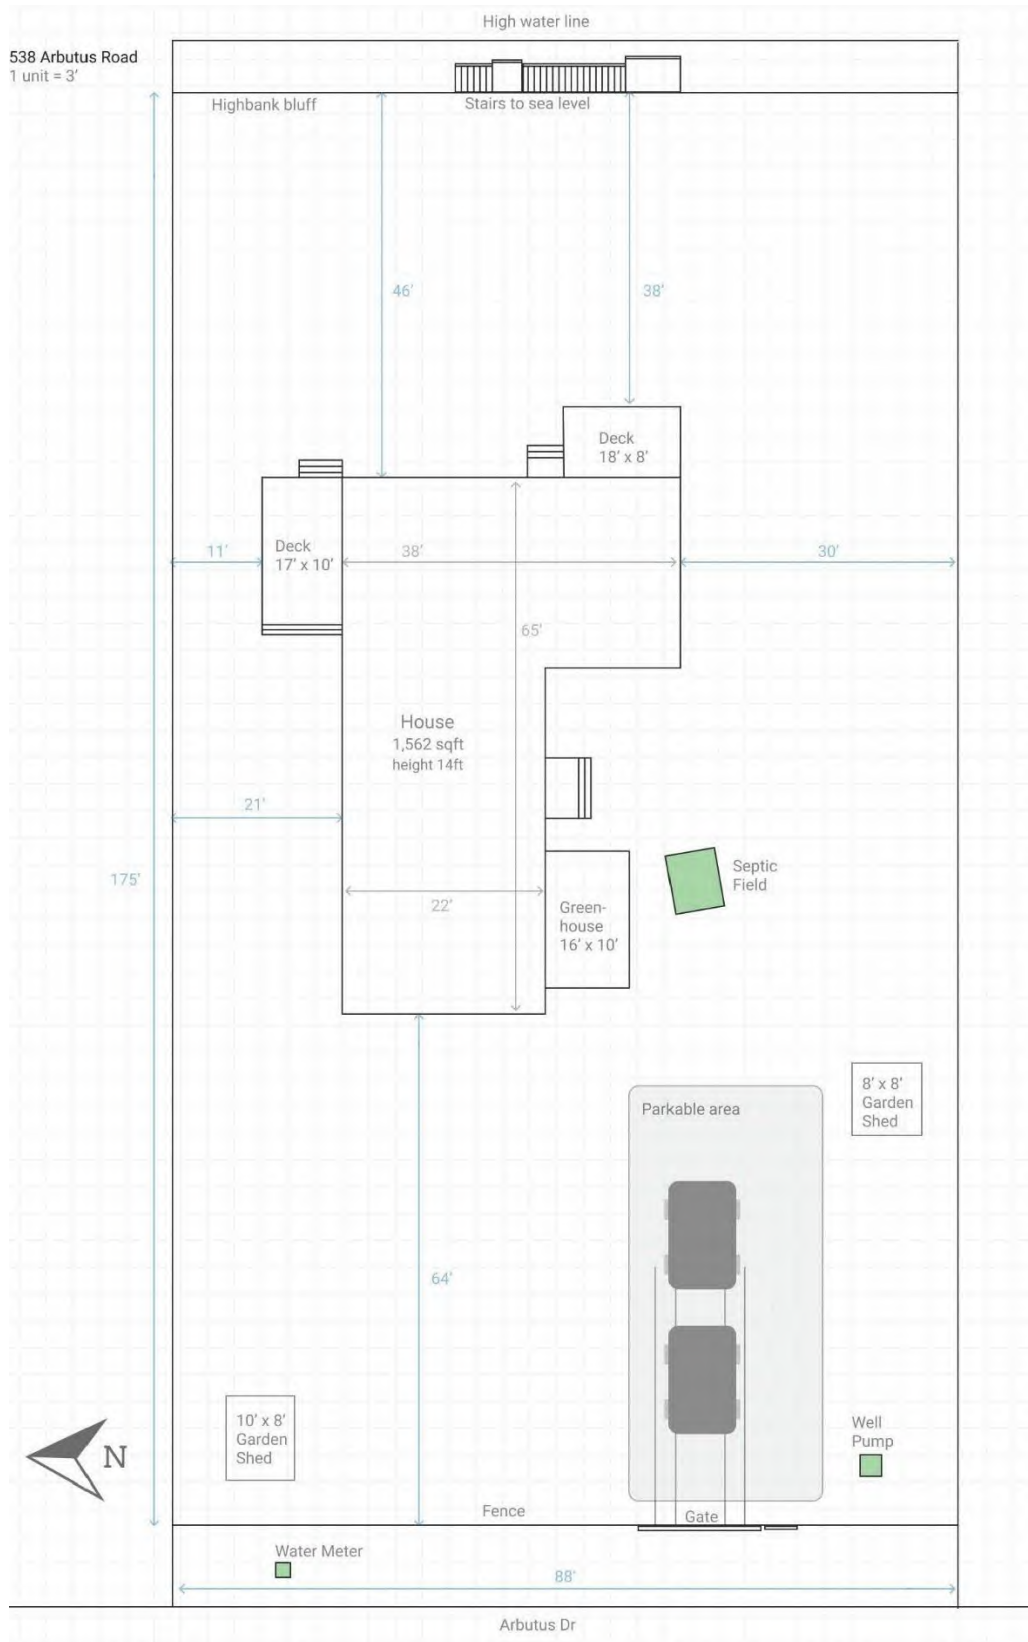 High water line
538 Arbutus Road
1 unit = 3’
Highbank bluff
Stairs to sea level
46’
38’
Deck
18’ x 8’
11’
Deck
17’ x 10’
38’
30’
65’
House
1,562 sqft
height 14ft
21’
175’
22’
Green-
house
16’ x 10’
Septic
Field
8’ x 8’
Garden
Shed
Parkable area
64’
10’ x 8’
Garden
Shed
Well
Pump
N
Fence
Gate
Water Meter
88’
Arbutus Dr